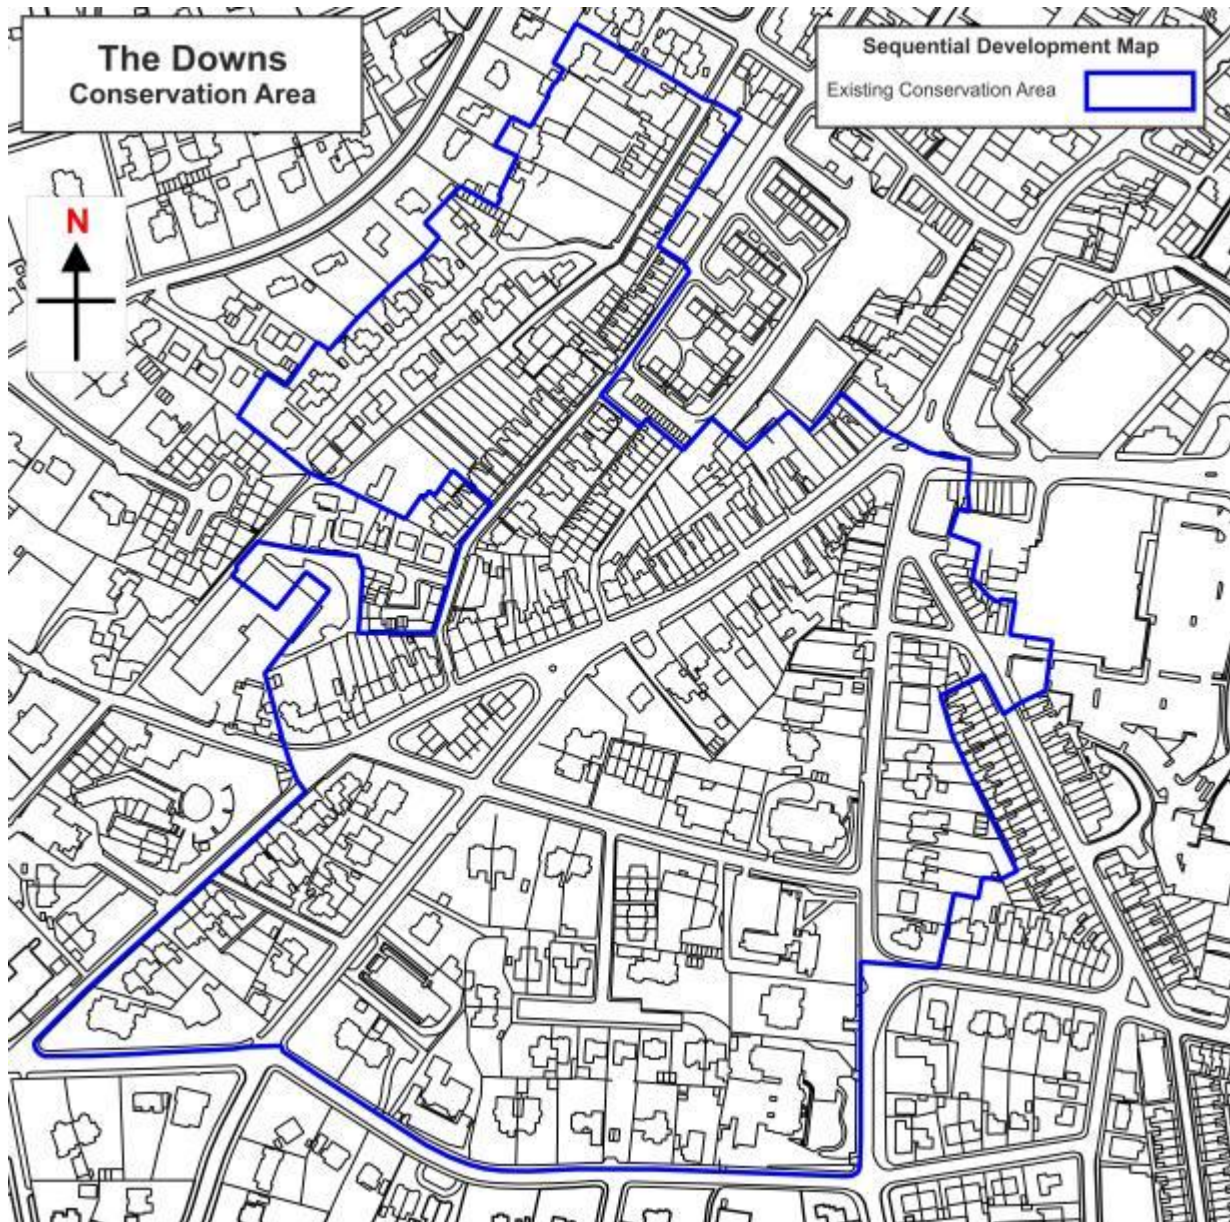 The Downs
Conservation Area
Sequential Development Map
Existing Conservation Area
N